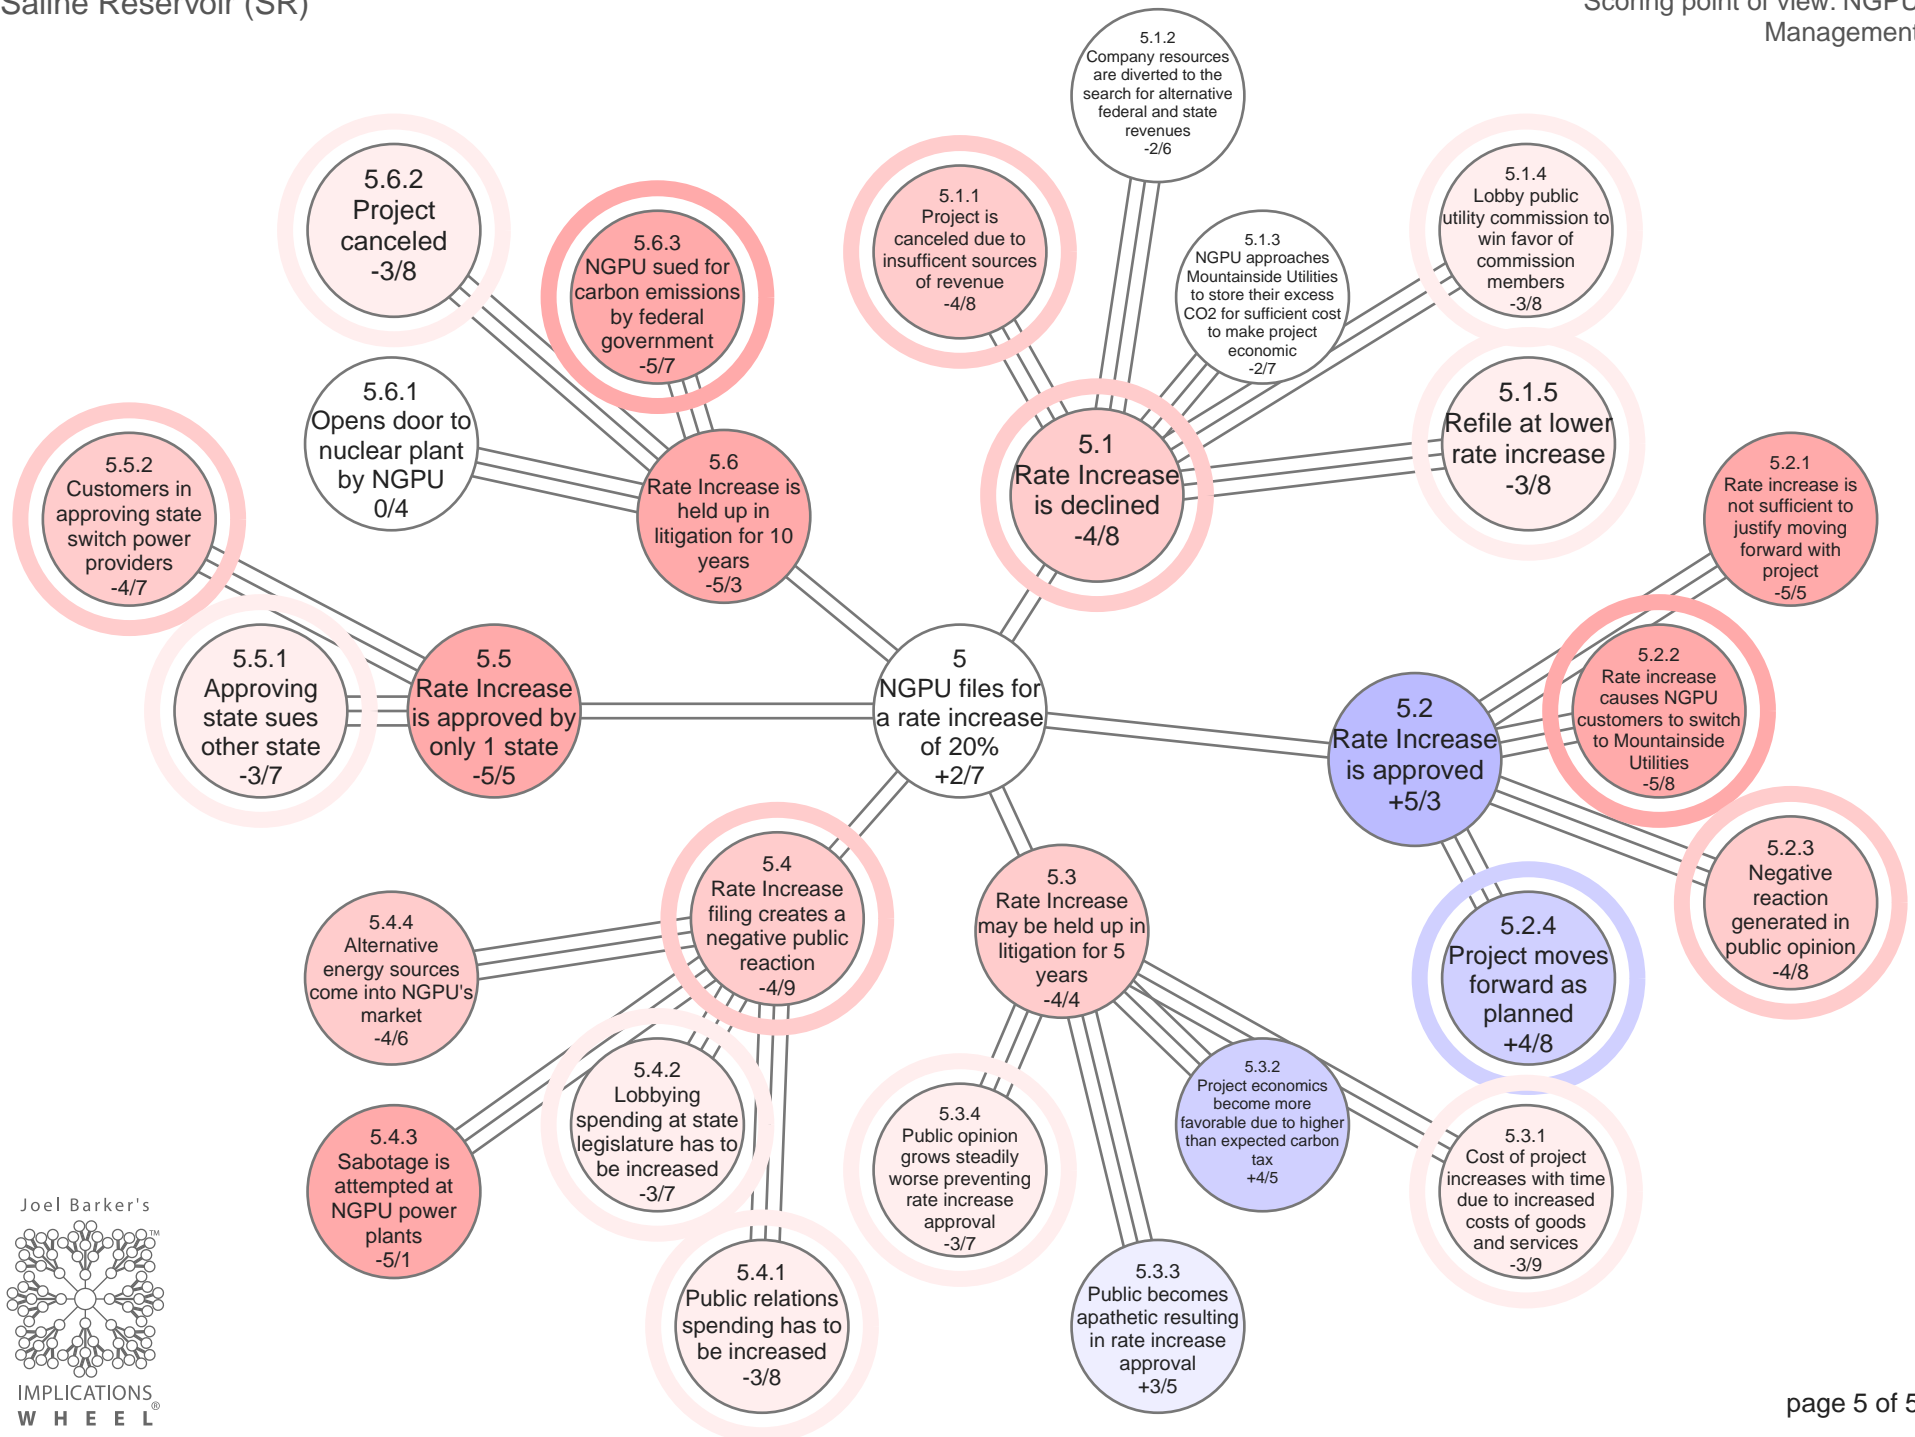 Saline Reservoir (SR)
Scoring point of view: NGPU
Management
5.1.2
Company resources
are diverted to the
search for alternative
federal and state
revenues
-2/6
5.6.2
Project
canceled
-3/8
5.6.3
NGPU sued for
carbon emissions
by federal
government
-5/7
5.1.1
Project is
canceled due to
insufficent sources
of revenue
-4/8
5.1.3
NGPU approaches
Mountainside Utilities
to store their excess
CO2 for sufficient cost
to make project
economic
-2/7
5.1.4
Lobby public
utility commission to
win favor of
commission
members
-3/8
5.6.1
Opens door to
nuclear plant
by NGPU
0/4
5.1.5
Refile at lower
rate increase
-3/8
5.5.2
Customers in
approving state
switch power
providers
-4/7
5.6
Rate Increase is
held up in
litigation for 10
years
-5/3
5.1
Rate Increase
is declined
-4/8
5.2.1
Rate increase is
not sufficient to
justify moving
forward with
project
-5/5
5.5.1
Approving
state sues
other state
-3/7
5.5
Rate Increase
is approved by
only 1 state
-5/5
5
NGPU files for
a rate increase
of 20%
+2/7
5.2
Rate Increase
is approved
+5/3
5.2.2
Rate increase
causes NGPU
customers to switch
to Mountainside
Utilities
-5/8
5.2.3
Negative
reaction
generated in
public opinion
-4/8
5.4.4
Alternative
energy sources
come into NGPU's
market
-4/6
5.4
Rate Increase
filing creates a
negative public
reaction
-4/9
5.3
Rate Increase
may be held up in
litigation for 5
years
-4/4
5.2.4
Project moves
forward as
planned
+4/8
5.4.3
Sabotage is
attempted at
NGPU power
plants
-5/1
5.4.2
Lobbying
spending at state
legislature has to
be increased
-3/7
5.3.4
Public opinion
grows steadily
worse preventing
rate increase
approval
-3/7
5.3.2
Project economics
become more
favorable due to higher
than expected carbon
tax
+4/5
5.3.1
Cost of project
increases with time
due to increased
costs of goods
and services
-3/9
5.4.1
Public relations
spending has to
be increased
-3/8
5.3.3
Public becomes
apathetic resulting
in rate increase
approval
+3/5
Joel Barker's
™
IMPLICATIONS
WHEEL®
page 5 of 5